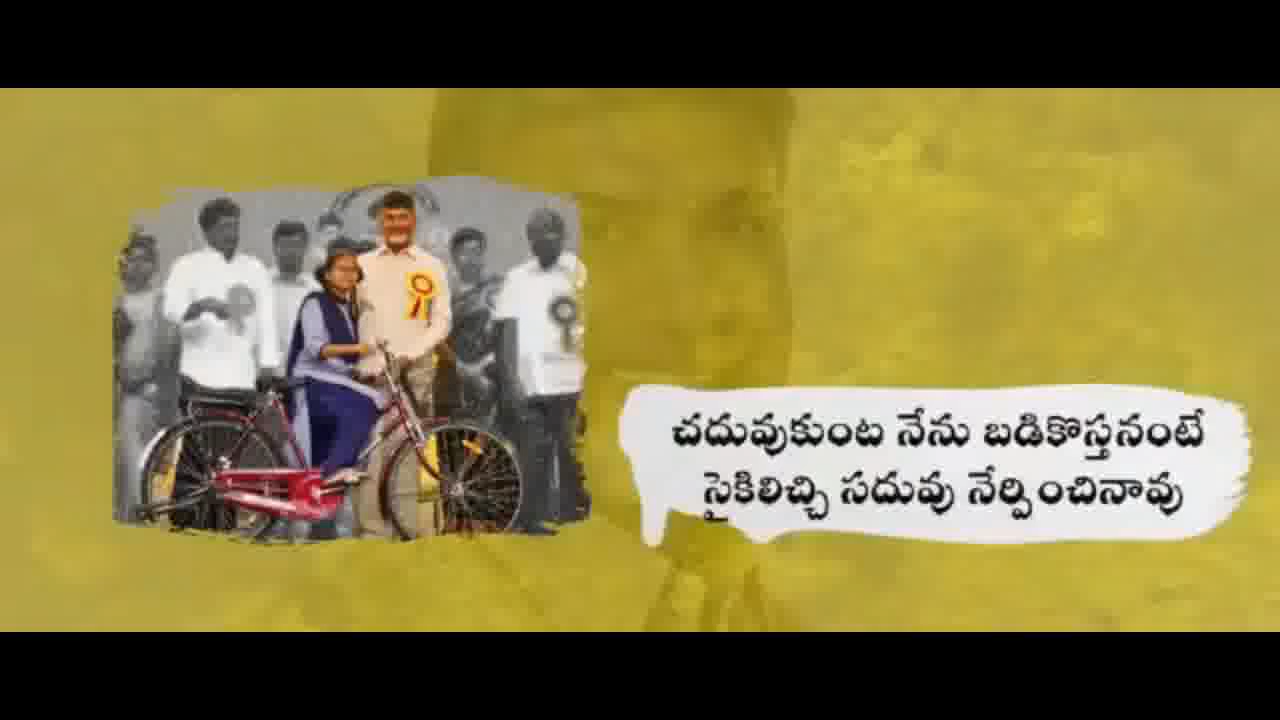 చదువుకుంట నేను బడికొస్తనంటే
సైకిలిచ్చి సదువు నేర్పించినావు